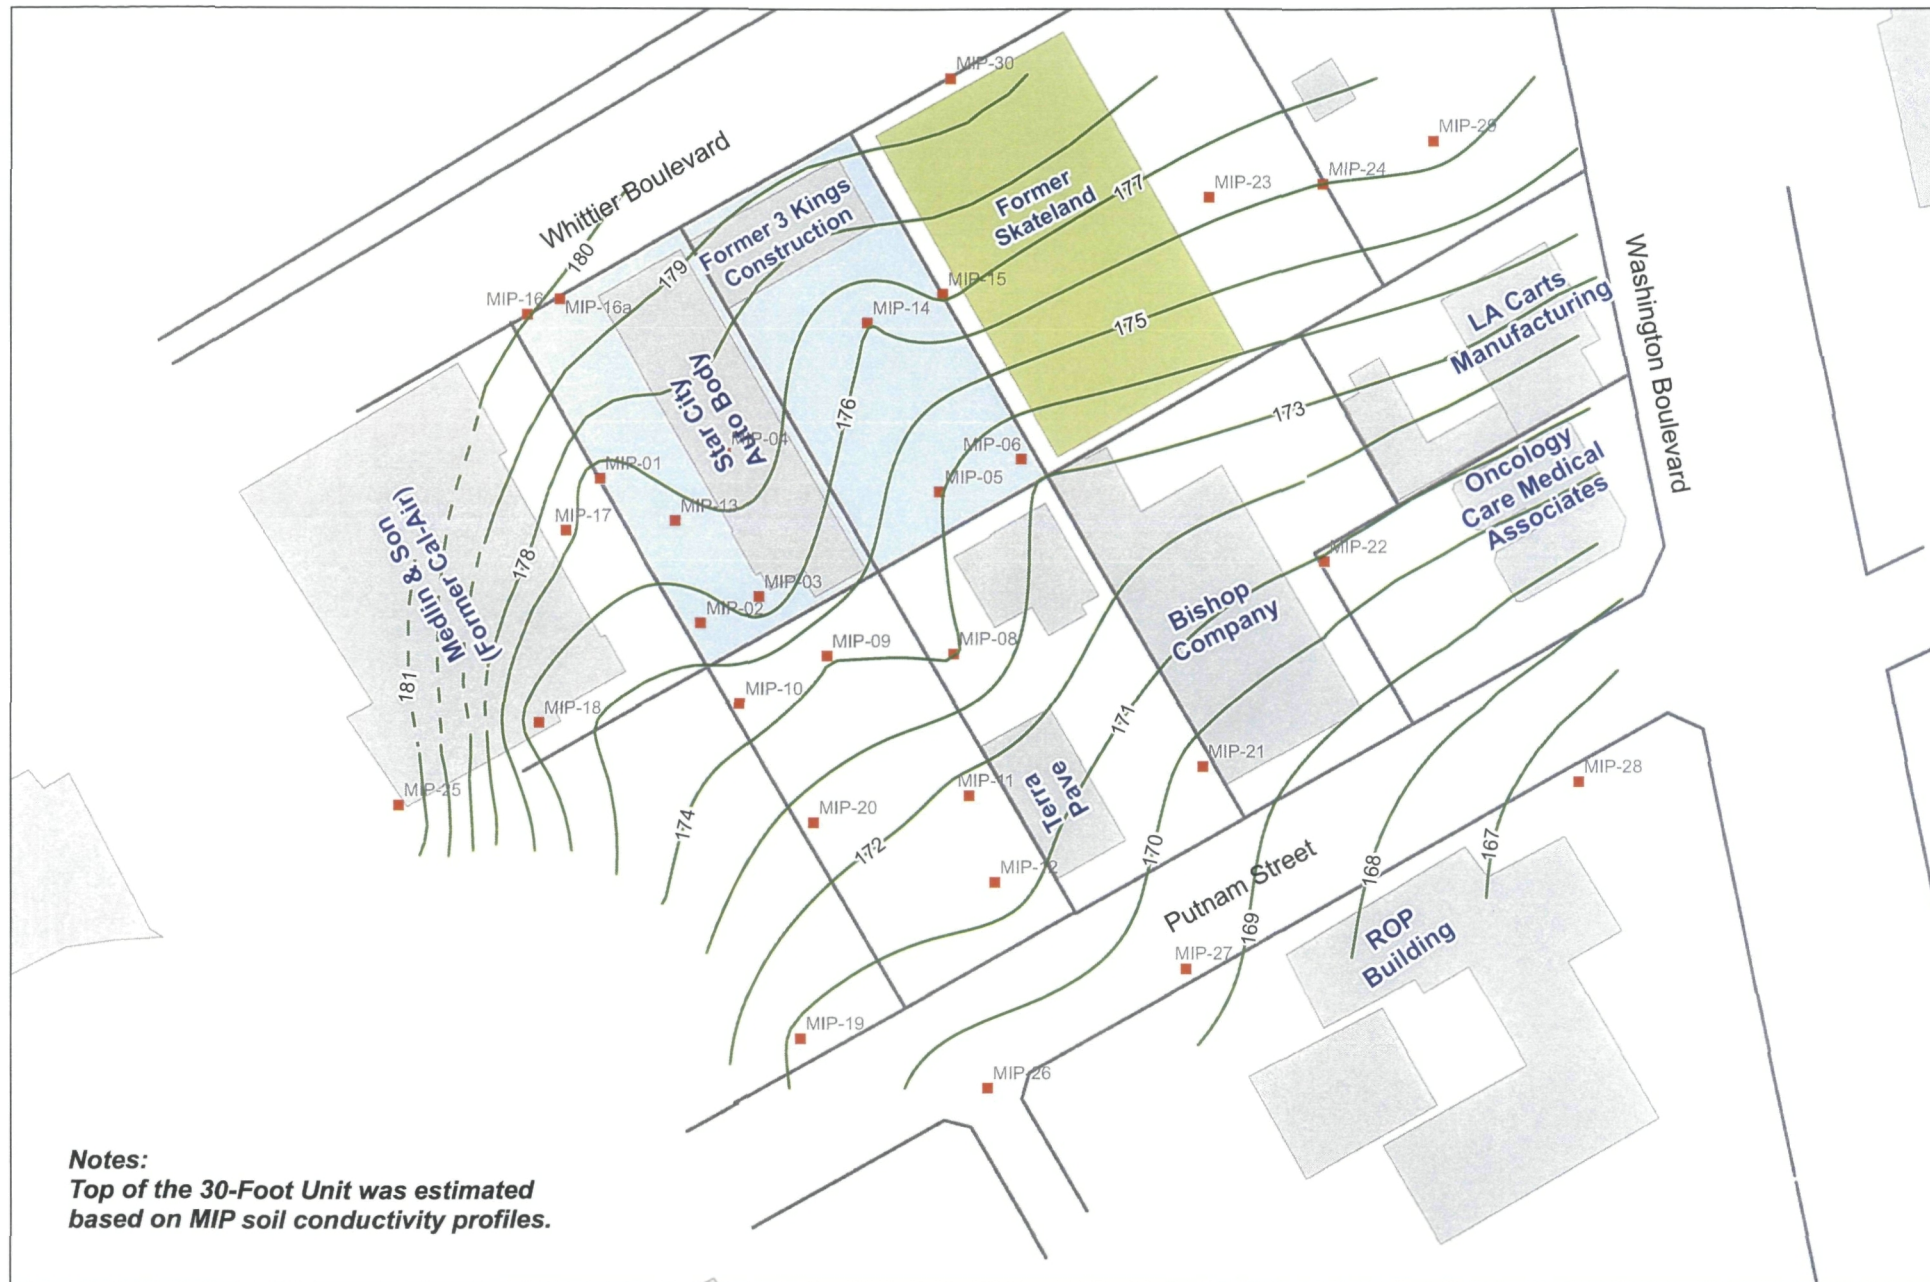 MIP-30
Whittier Boulevard
MIP-29
MIP-24
MIP-23
177
Former
Skateland
Former 3 Kings
Construction
180
179
MIP-16
MIP-16a
MIP-15
MIP-14
175
LA Carts
Manufacturing
Washington Boulevard
Star City
Auto Body
176
173
MIP-04
MIP-06
MIP-05
MIP-01
MIP-13
MIP-17
Oncology
Care Medical
Associates
Medlin & Son
(Former Cal-Air)
178
MIP-22
MIP-03
MIP-02
Bishop
Company
MIP-09
MIP-08
181
MIP-10
MIP-18
171
MIP-21
MIP-28
MIP-25
MIP-11
Terra
Pave
MIP-20
174
172
170
168
167
MIP-12
Putnam Street
169
ROP
Building
MIP-27
MIP-19
MIP-26
Notes:
Top of the 30-Foot Unit was estimated
based on MIP soil conductivity profiles.